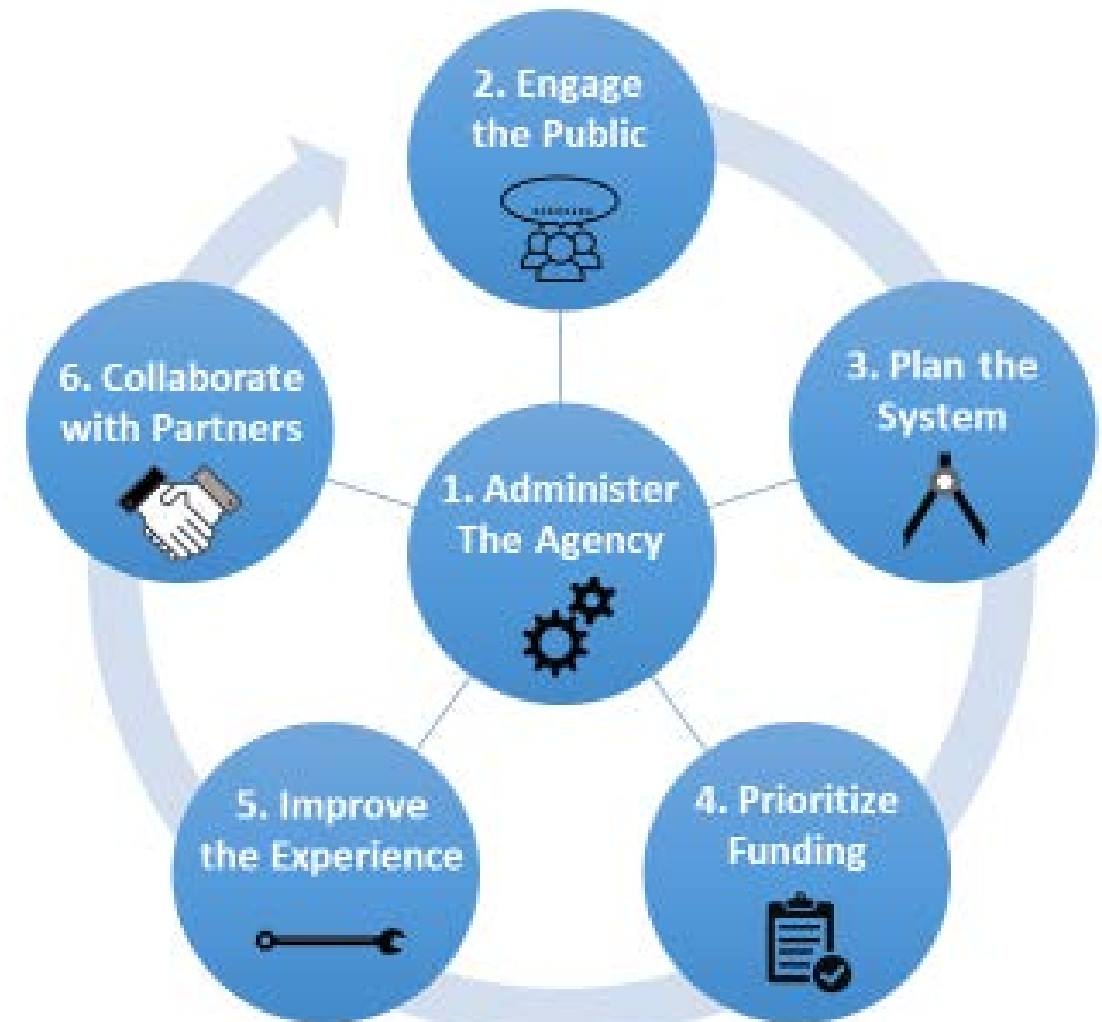 2. Engage
the Public
6. Collaborate
with Partners
3. Plan the
System
1. Administer
The Agency
5. Improve
the Experience
4. Prioritize
Funding